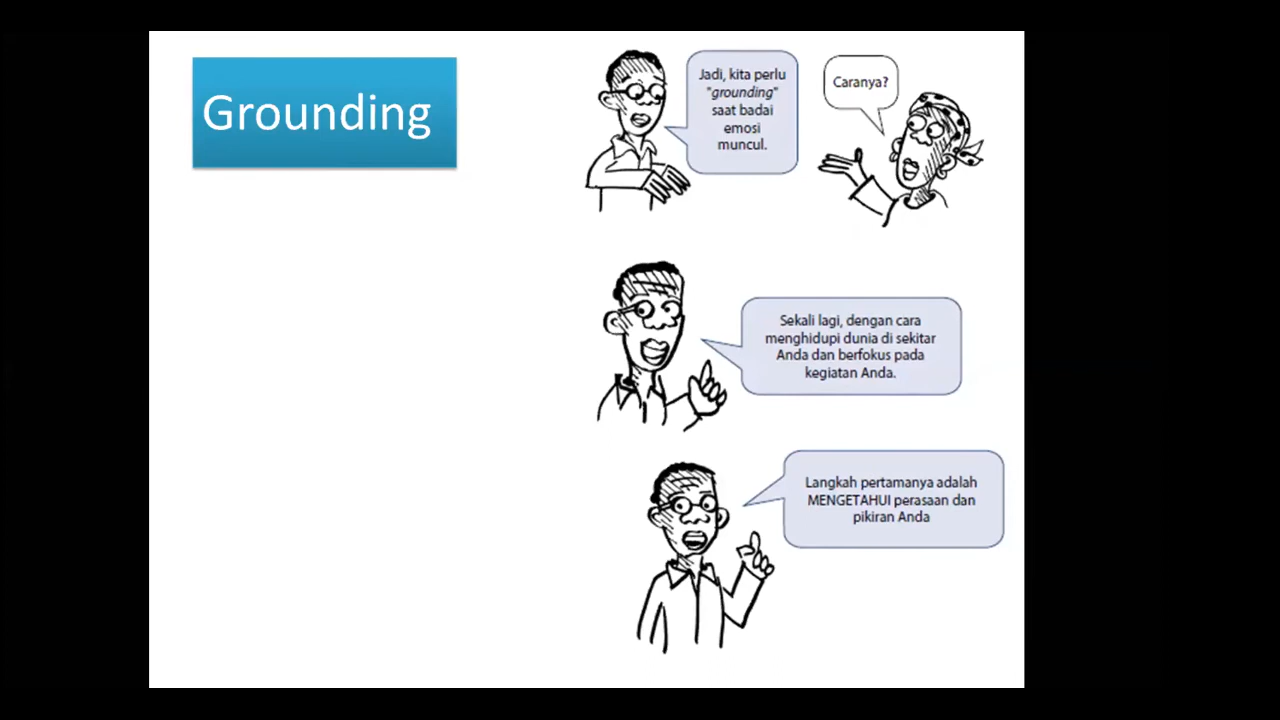 Grounding
Jadi, kita perlu
"grounding"
saat badai
emosi
muncul.
Caranya?
Sekali lagi, dengan cara
menghidupi dunia di sekitar
Anda dan berfokus pada
kegiatan Anda.
Langkah pertamanya adalah
MENGETAHUI perasaan dan
pikiran Anda